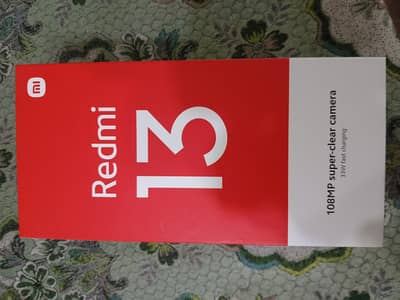 mi
Redmi
13
108MP super-clear camera
33W fast charging